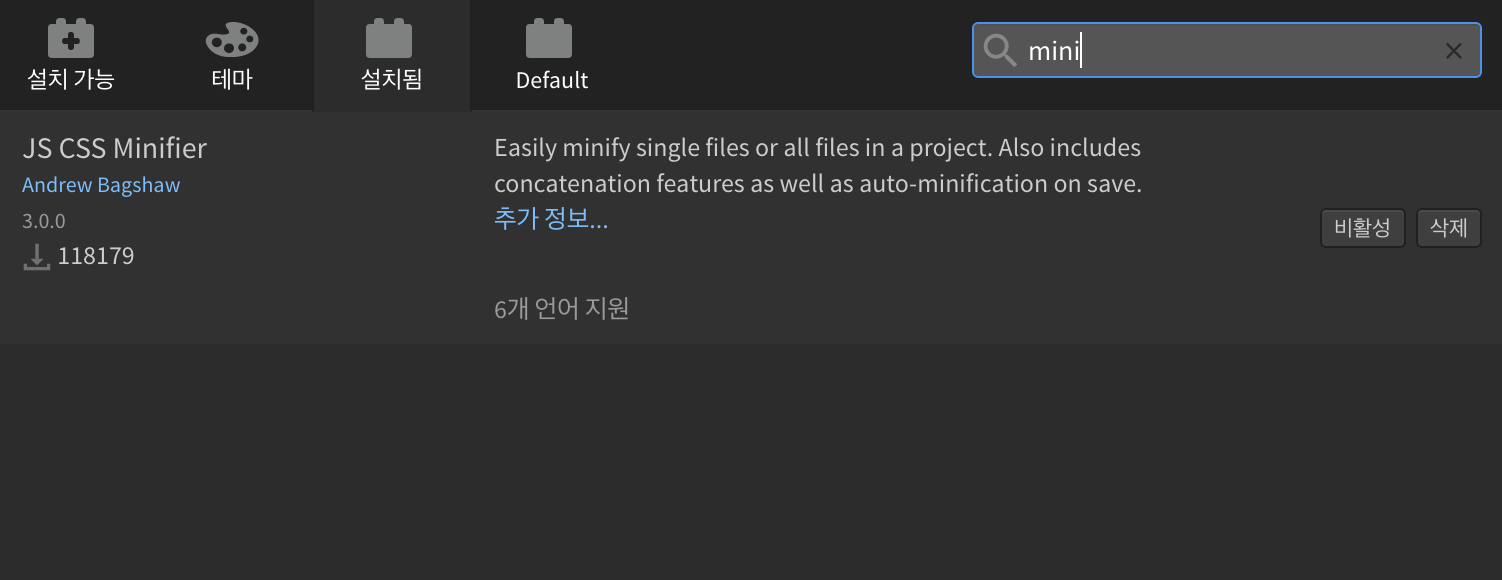 설치 가능
테마
설치됨
Default
mini
JS CSS Minifier
Andrew Bagshaw
3.0.0
118179
Easily minify single files or all files in a project. Also includes
concatenation features as well as auto-minification on save.
추가 정보...
6개 언어 지원
비활성
삭제